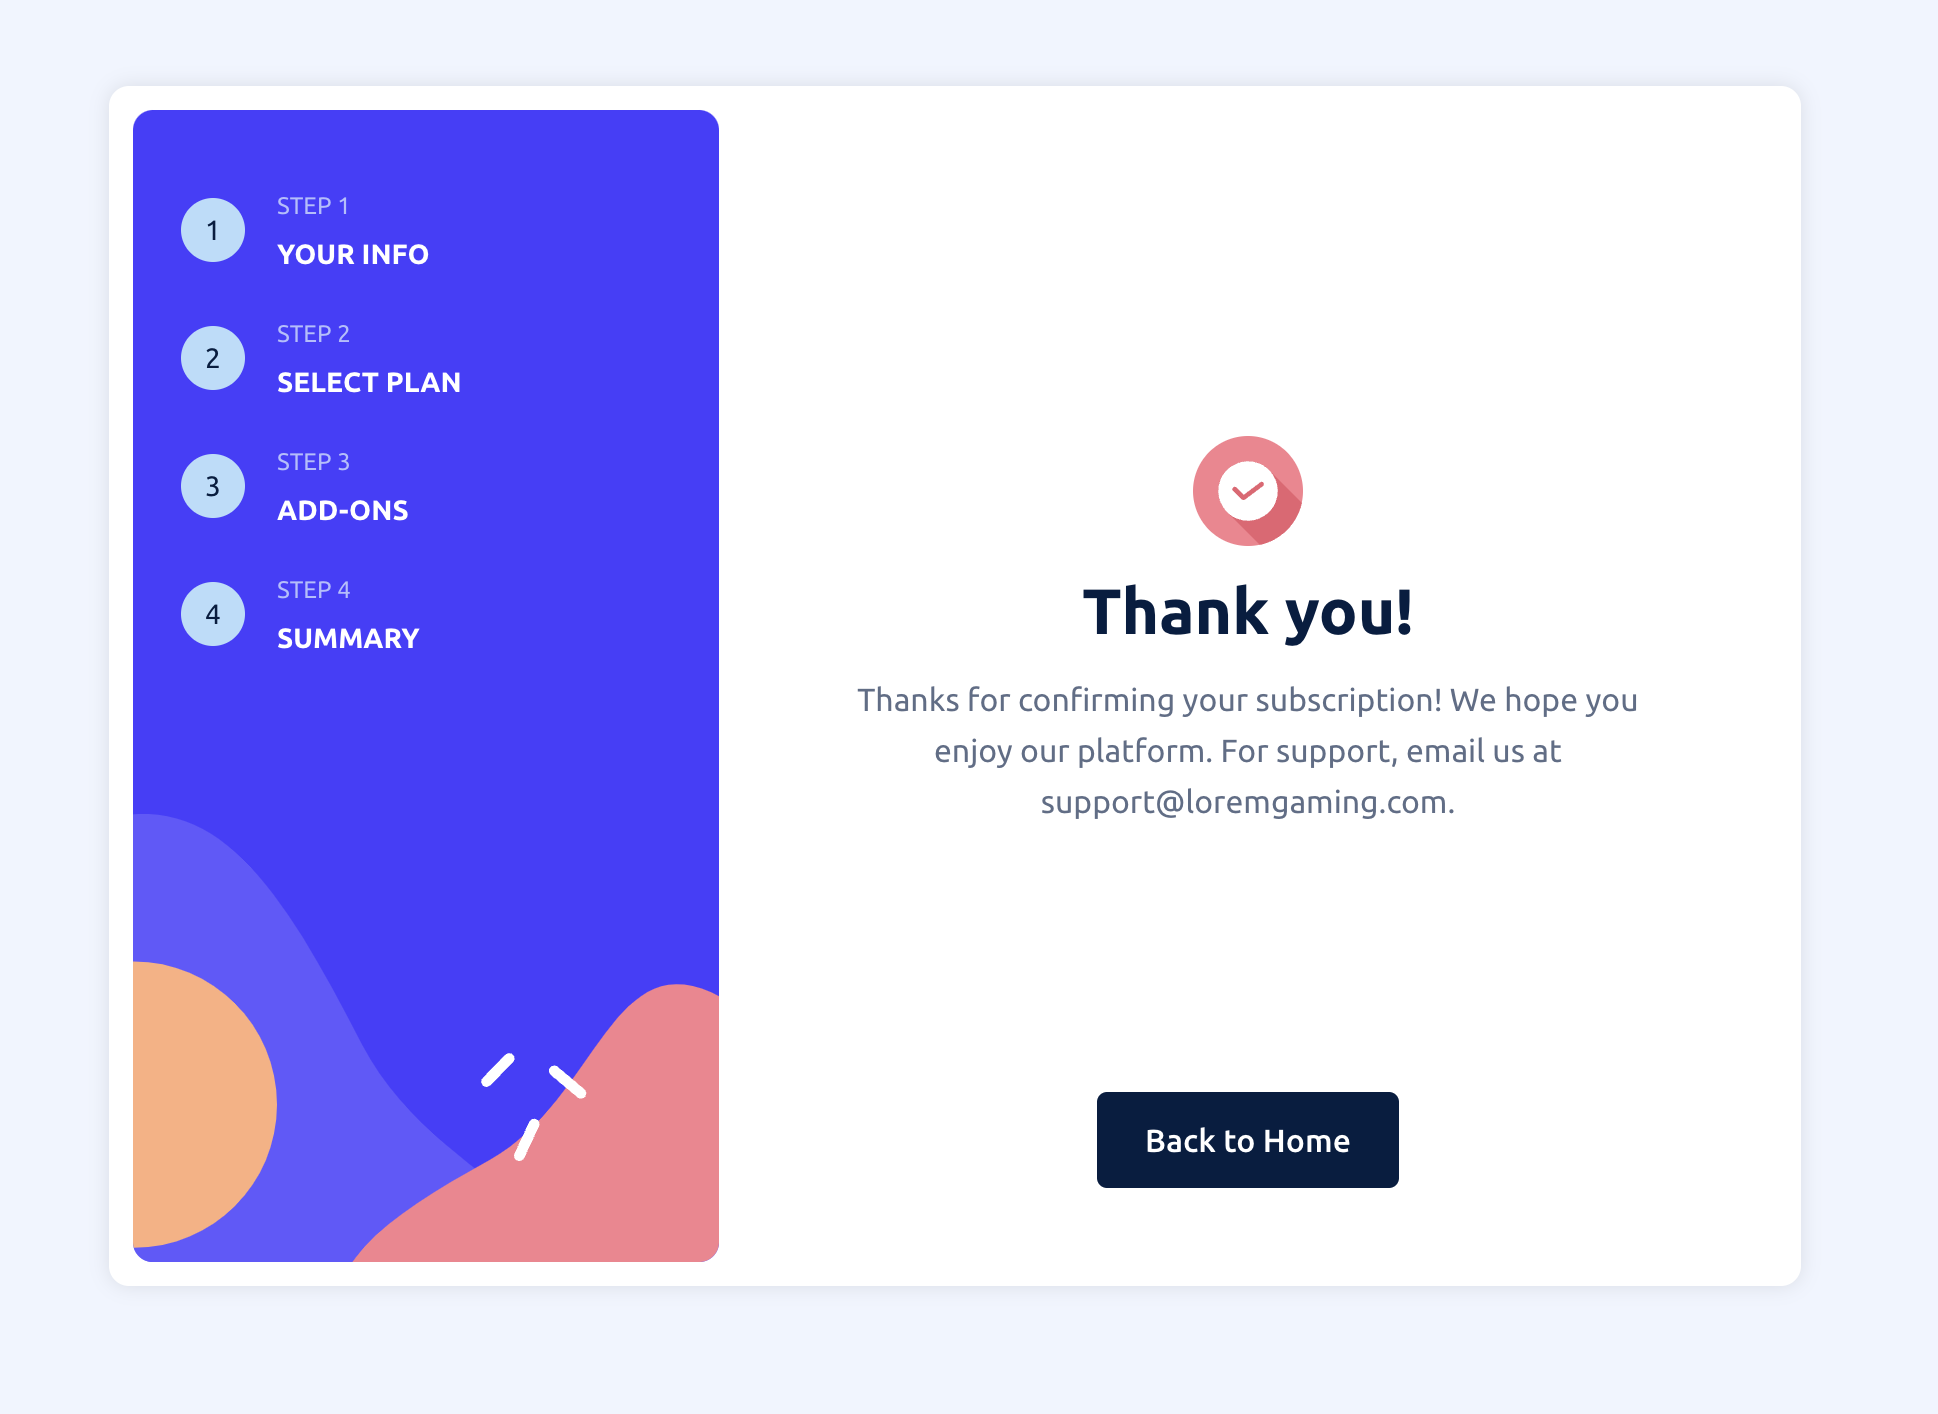 1
STEP 1
YOUR INFO
2
STEP 2
SELECT PLAN
3
STEP 3
ADD-ONS
4
STEP 4
SUMMARY
Thank you!
Thanks for confirming your subscription! We hope you
enjoy our platform. For support, email us at
support@loremgaming.com.
Back to Home